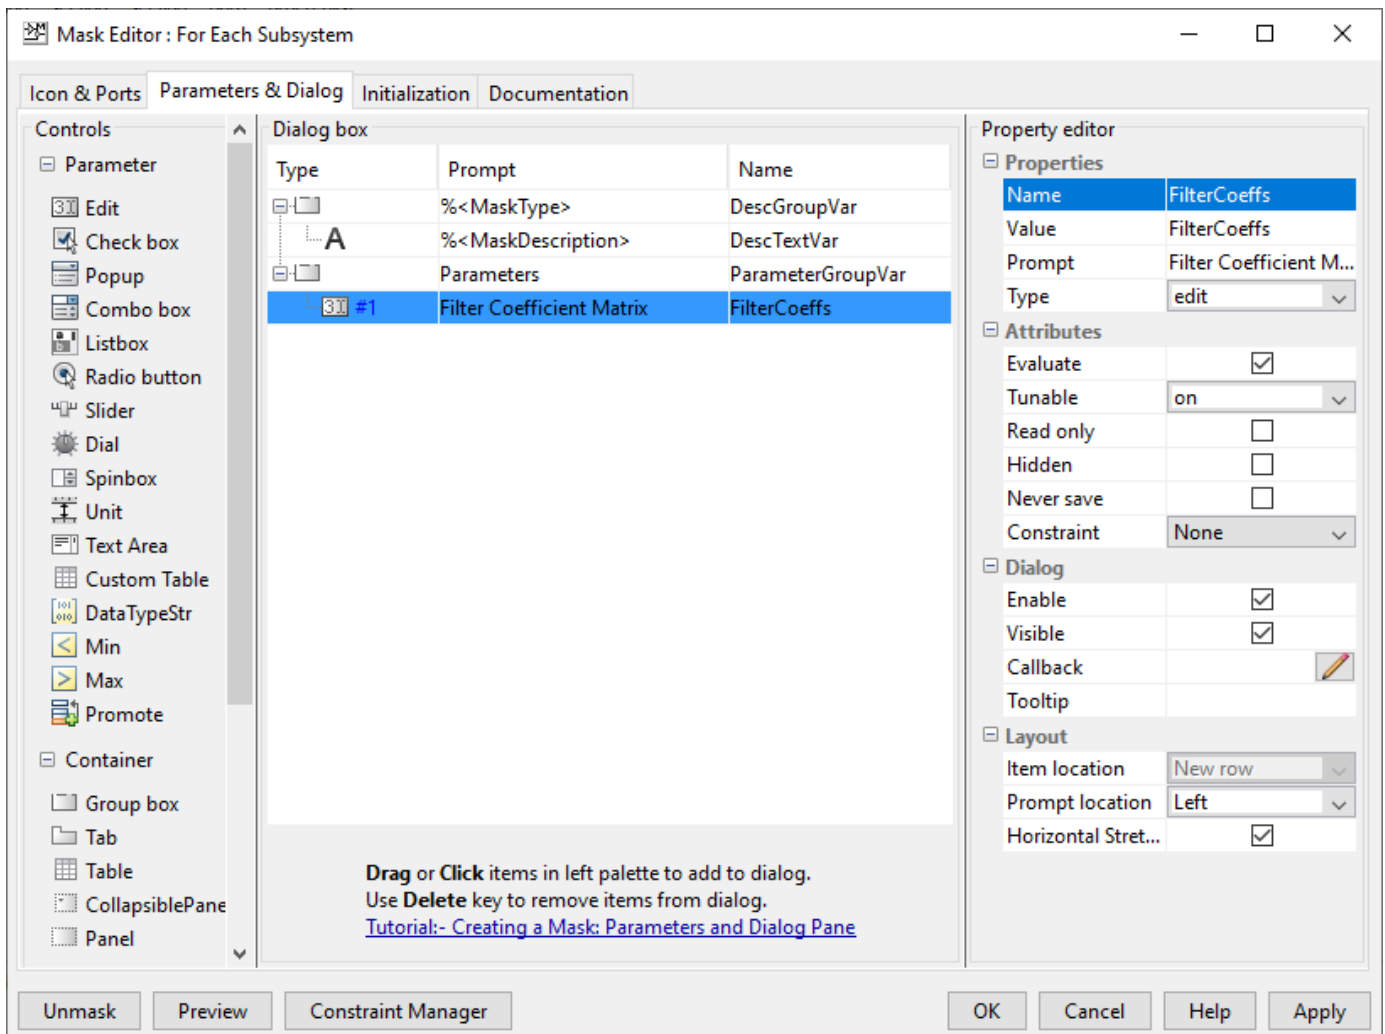 Mask Editor : For Each Subsystem
Icon & Ports Parameters & Dialog Initialization Documentation
Controls
Parameter
Edit
Check box
Popup
Combo box
Listbox
Radio button
Slider
Dial
Spinbox
Unit
Text Area
Custom Table
DataTypeStr
Min
Max
Promote
Container
Group box
Tab
Table
CollapsiblePane
Panel
Dialog box
Type Prompt Name
%<MaskType> DescGroupVar
A %<MaskDescription> DescTextVar
Parameters ParameterGroupVar
#1 Filter Coefficient Matrix FilterCoeffs
Drag or Click items in left palette to add to dialog.
Use Delete key to remove items from dialog.
Tutorial:- Creating a Mask: Parameters and Dialog Pane
Property editor
Properties
Name FilterCoeffs
Value FilterCoeffs
Prompt Filter Coefficient M...
Type edit
Attributes
Evaluate
Tunable on
Read only
Hidden
Never save
Constraint None
Dialog
Enable
Visible
Callback
Tooltip
Layout
Item location New row
Prompt location Left
Horizontal Stret...
Unmask Preview Constraint Manager OK Cancel Help Apply